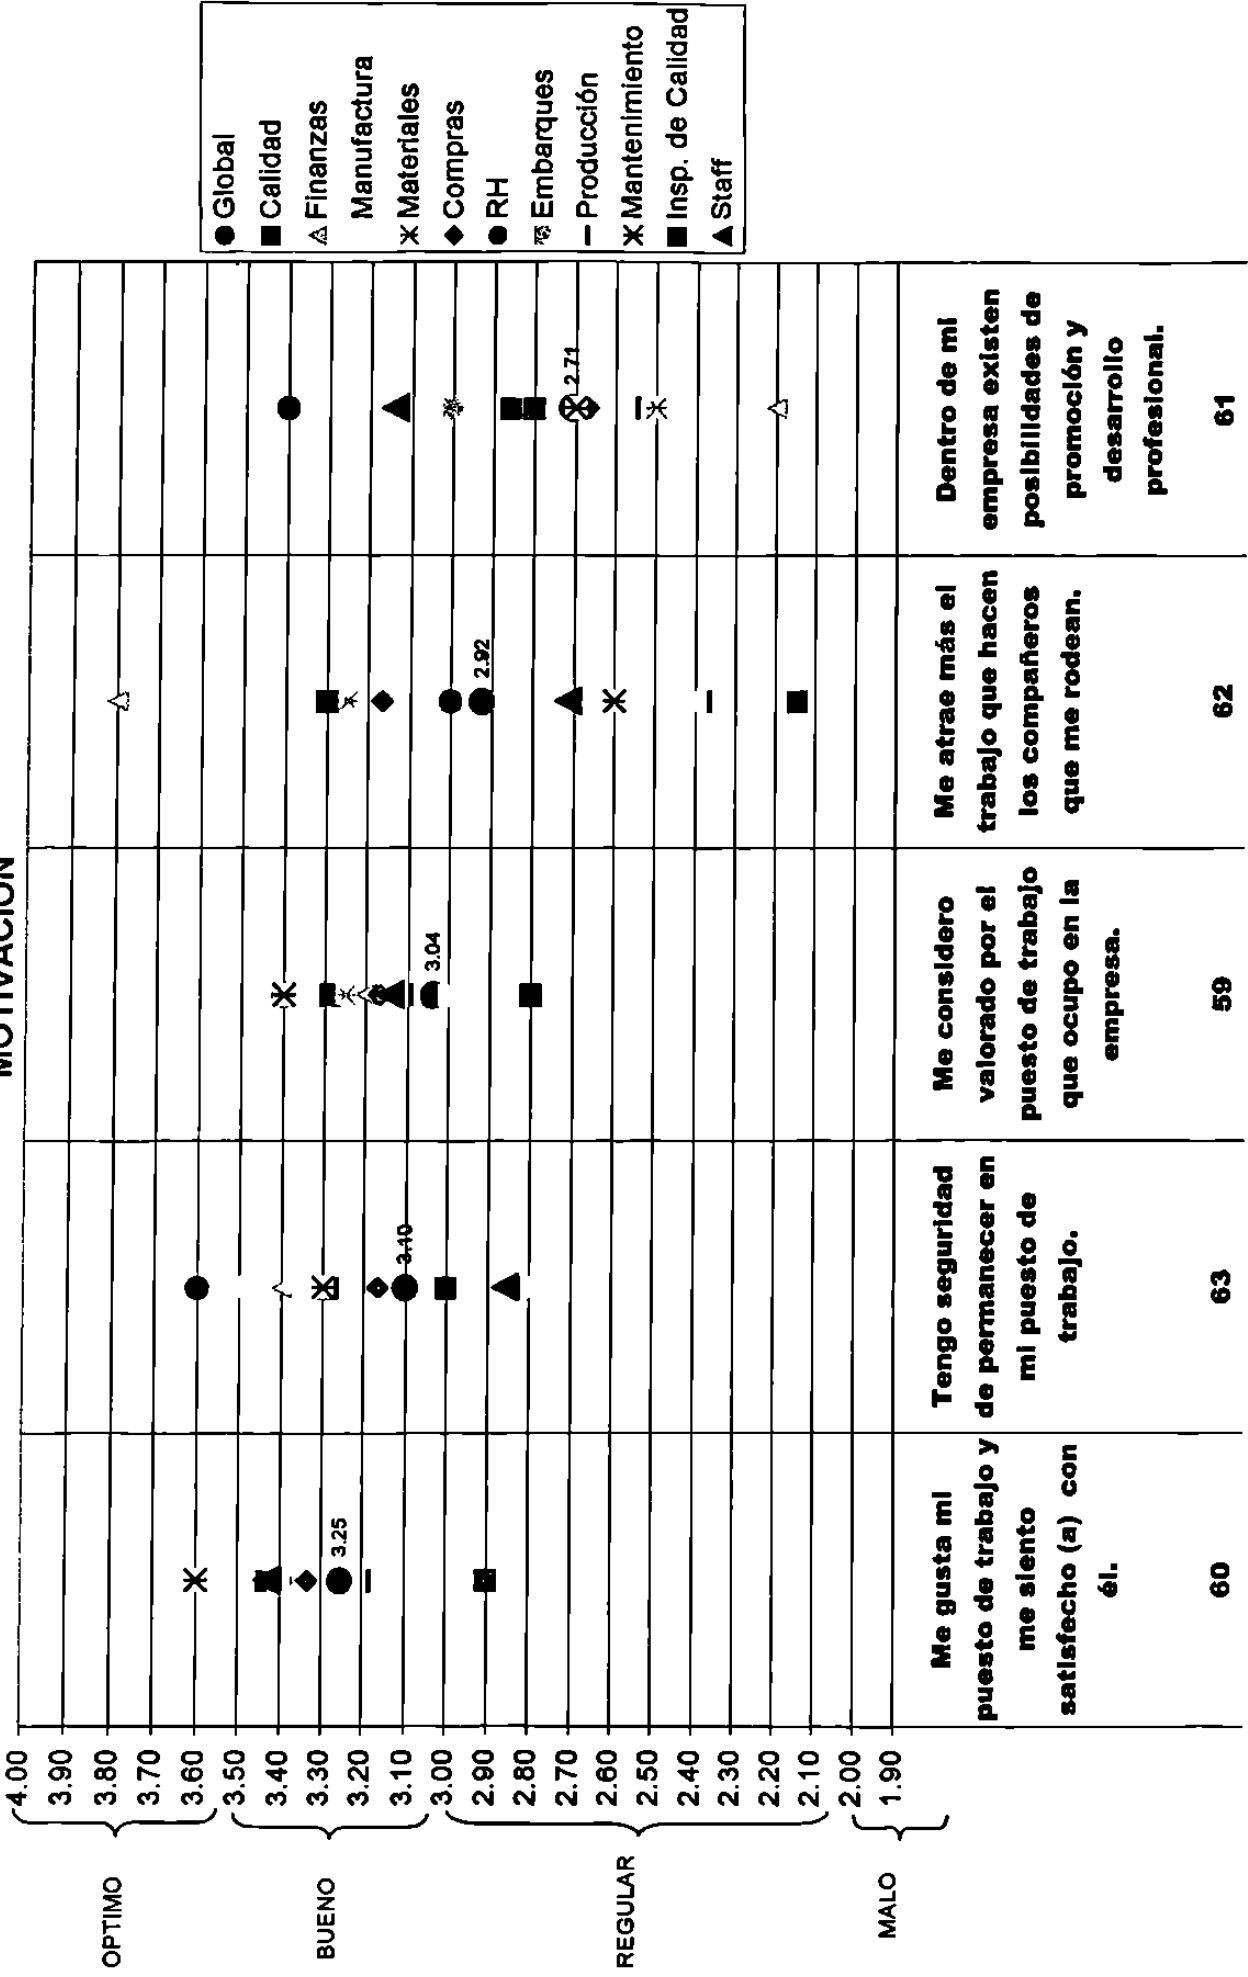 MOTIVACION
4.00
3.90
3.80
3.70
3.60
3.50
3.40
3.30
3.20
3.10
3.00
2.90
2.80
2.70
2.60
2.50
2.40
2.30
2.20
2.10
2.00
1.90
OPTIMO
BUENO
REGULAR
MALO
3.25
3.10
3.04
2.92
2.71
Me gusta mi
puesto de trabajo y
me siento
satisfecho (a) con
él.
60
Tengo seguridad
de permanecer en
mi puesto de
trabajo.
63
Me considero
valorado por el
puesto de trabajo
que ocupo en la
empresa.
59
Me atrae más el
trabajo que hacen
los compañeros
que me rodean.
62
Dentro de mi
empresa existen
posibilidades de
promoción y
desarrollo
profesional.
61
Global
Calidad
Finanzas
Manufactura
Materiales
Compras
RH
Embarques
Producción
Mantenimiento
Insp. de Calidad
Staff